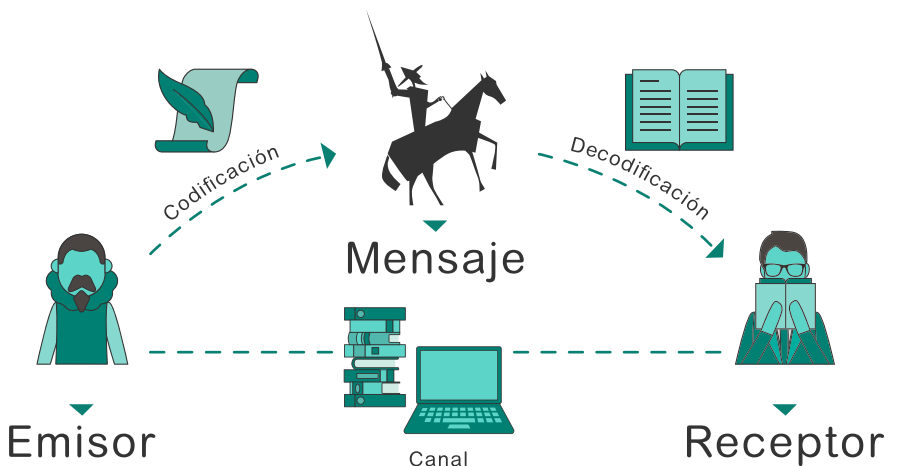 Codificación
Decodificación
Mensaje
Emisor
Receptor
Canal